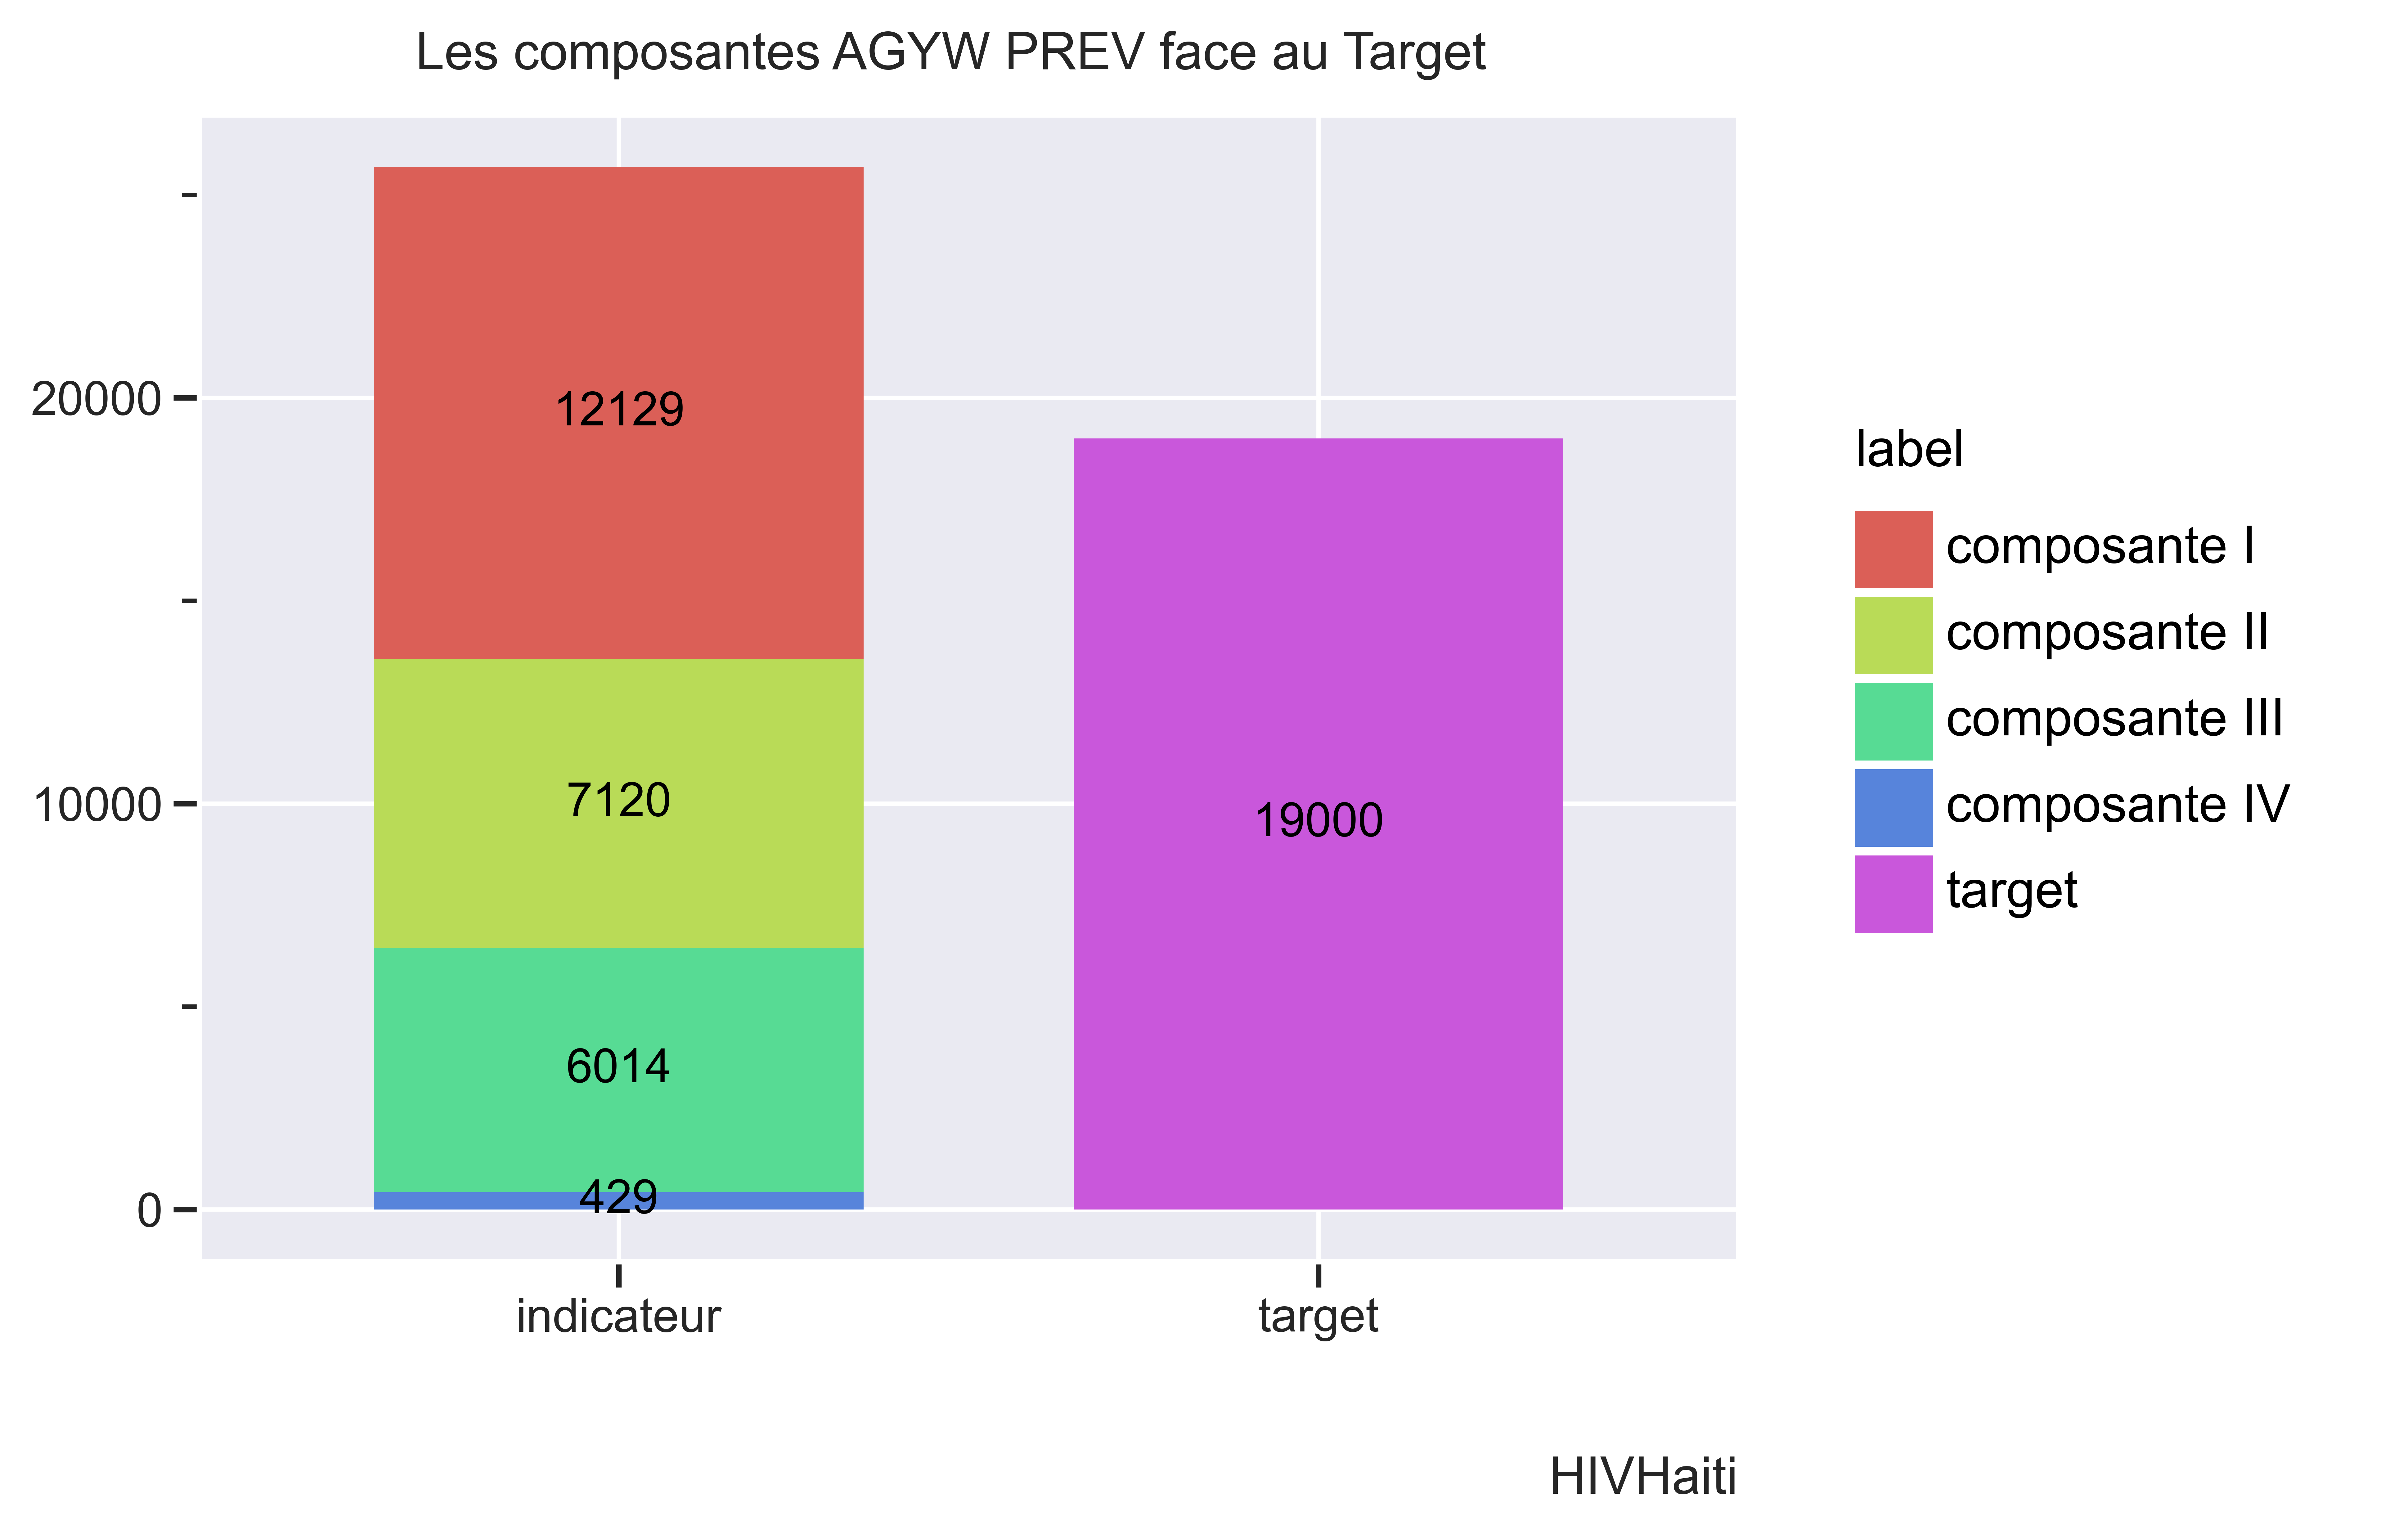 Les composantes AGYW PREV face au Target
20000
10000
0
12129
7120
6014
429
19000
indicateur
target
label
composante I
composante II
composante III
composante IV
target
HIVHaiti